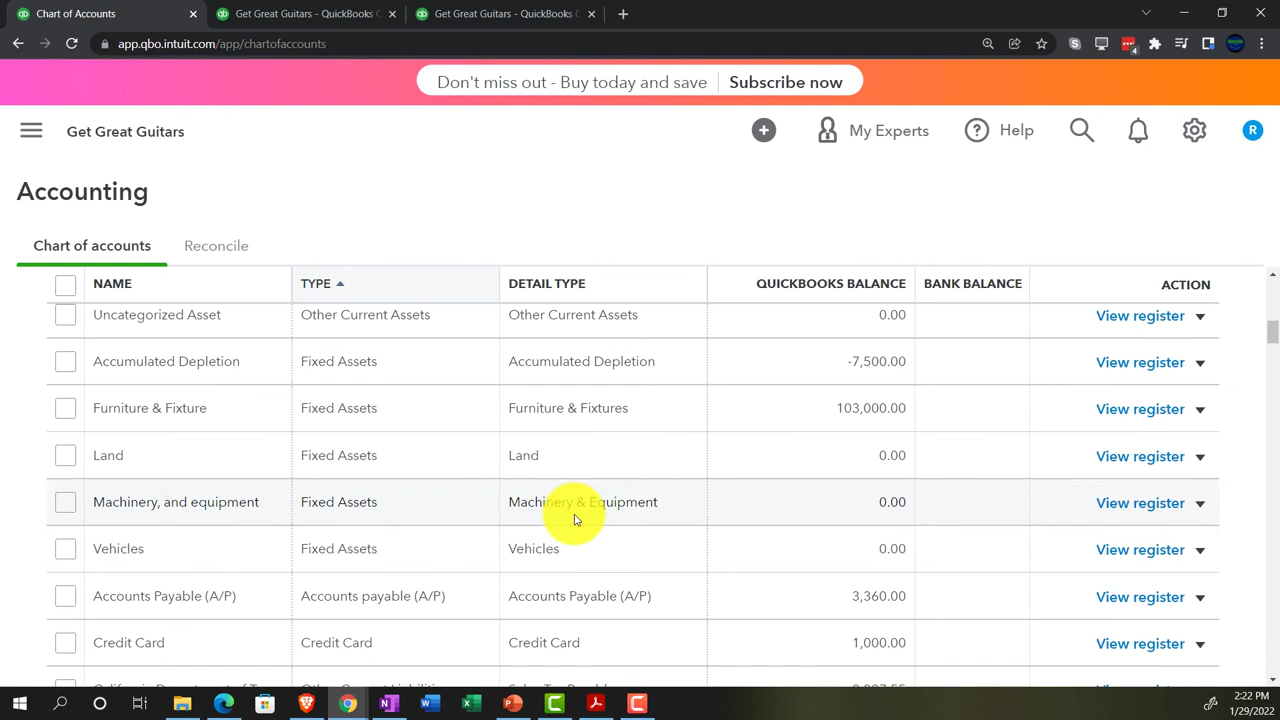 Chart of Accounts
Get Great Guitars - QuickBooks
Get Great Guitars - QuickBooks
app.qbo.intuit.com/app/chartofaccounts
4
Don't miss out - Buy today and save Subscribe now
Get Great Guitars My Experts Help R
Accounting
Chart of accounts Reconcile
NAME TYPE DETAIL TYPE QUICKBOOKS BALANCE BANK BALANCE ACTION
Uncategorized Asset Other Current Assets Other Current Assets 0.00 View register
Accumulated Depletion Fixed Assets Accumulated Depletion -7,500.00 View register
Furniture & Fixture Fixed Assets Furniture & Fixtures 103,000.00 View register
Land Fixed Assets Land 0.00 View register
Machinery, and equipment Fixed Assets Machinery & Equipment 0.00 View register
Vehicles Fixed Assets Vehicles 0.00 View register
Accounts Payable (A/P) Accounts payable (A/P) Accounts Payable (A/P) 3,360.00 View register
Credit Card Credit Card Credit Card 1,000.00 View register
2:22 PM
1/29/2022